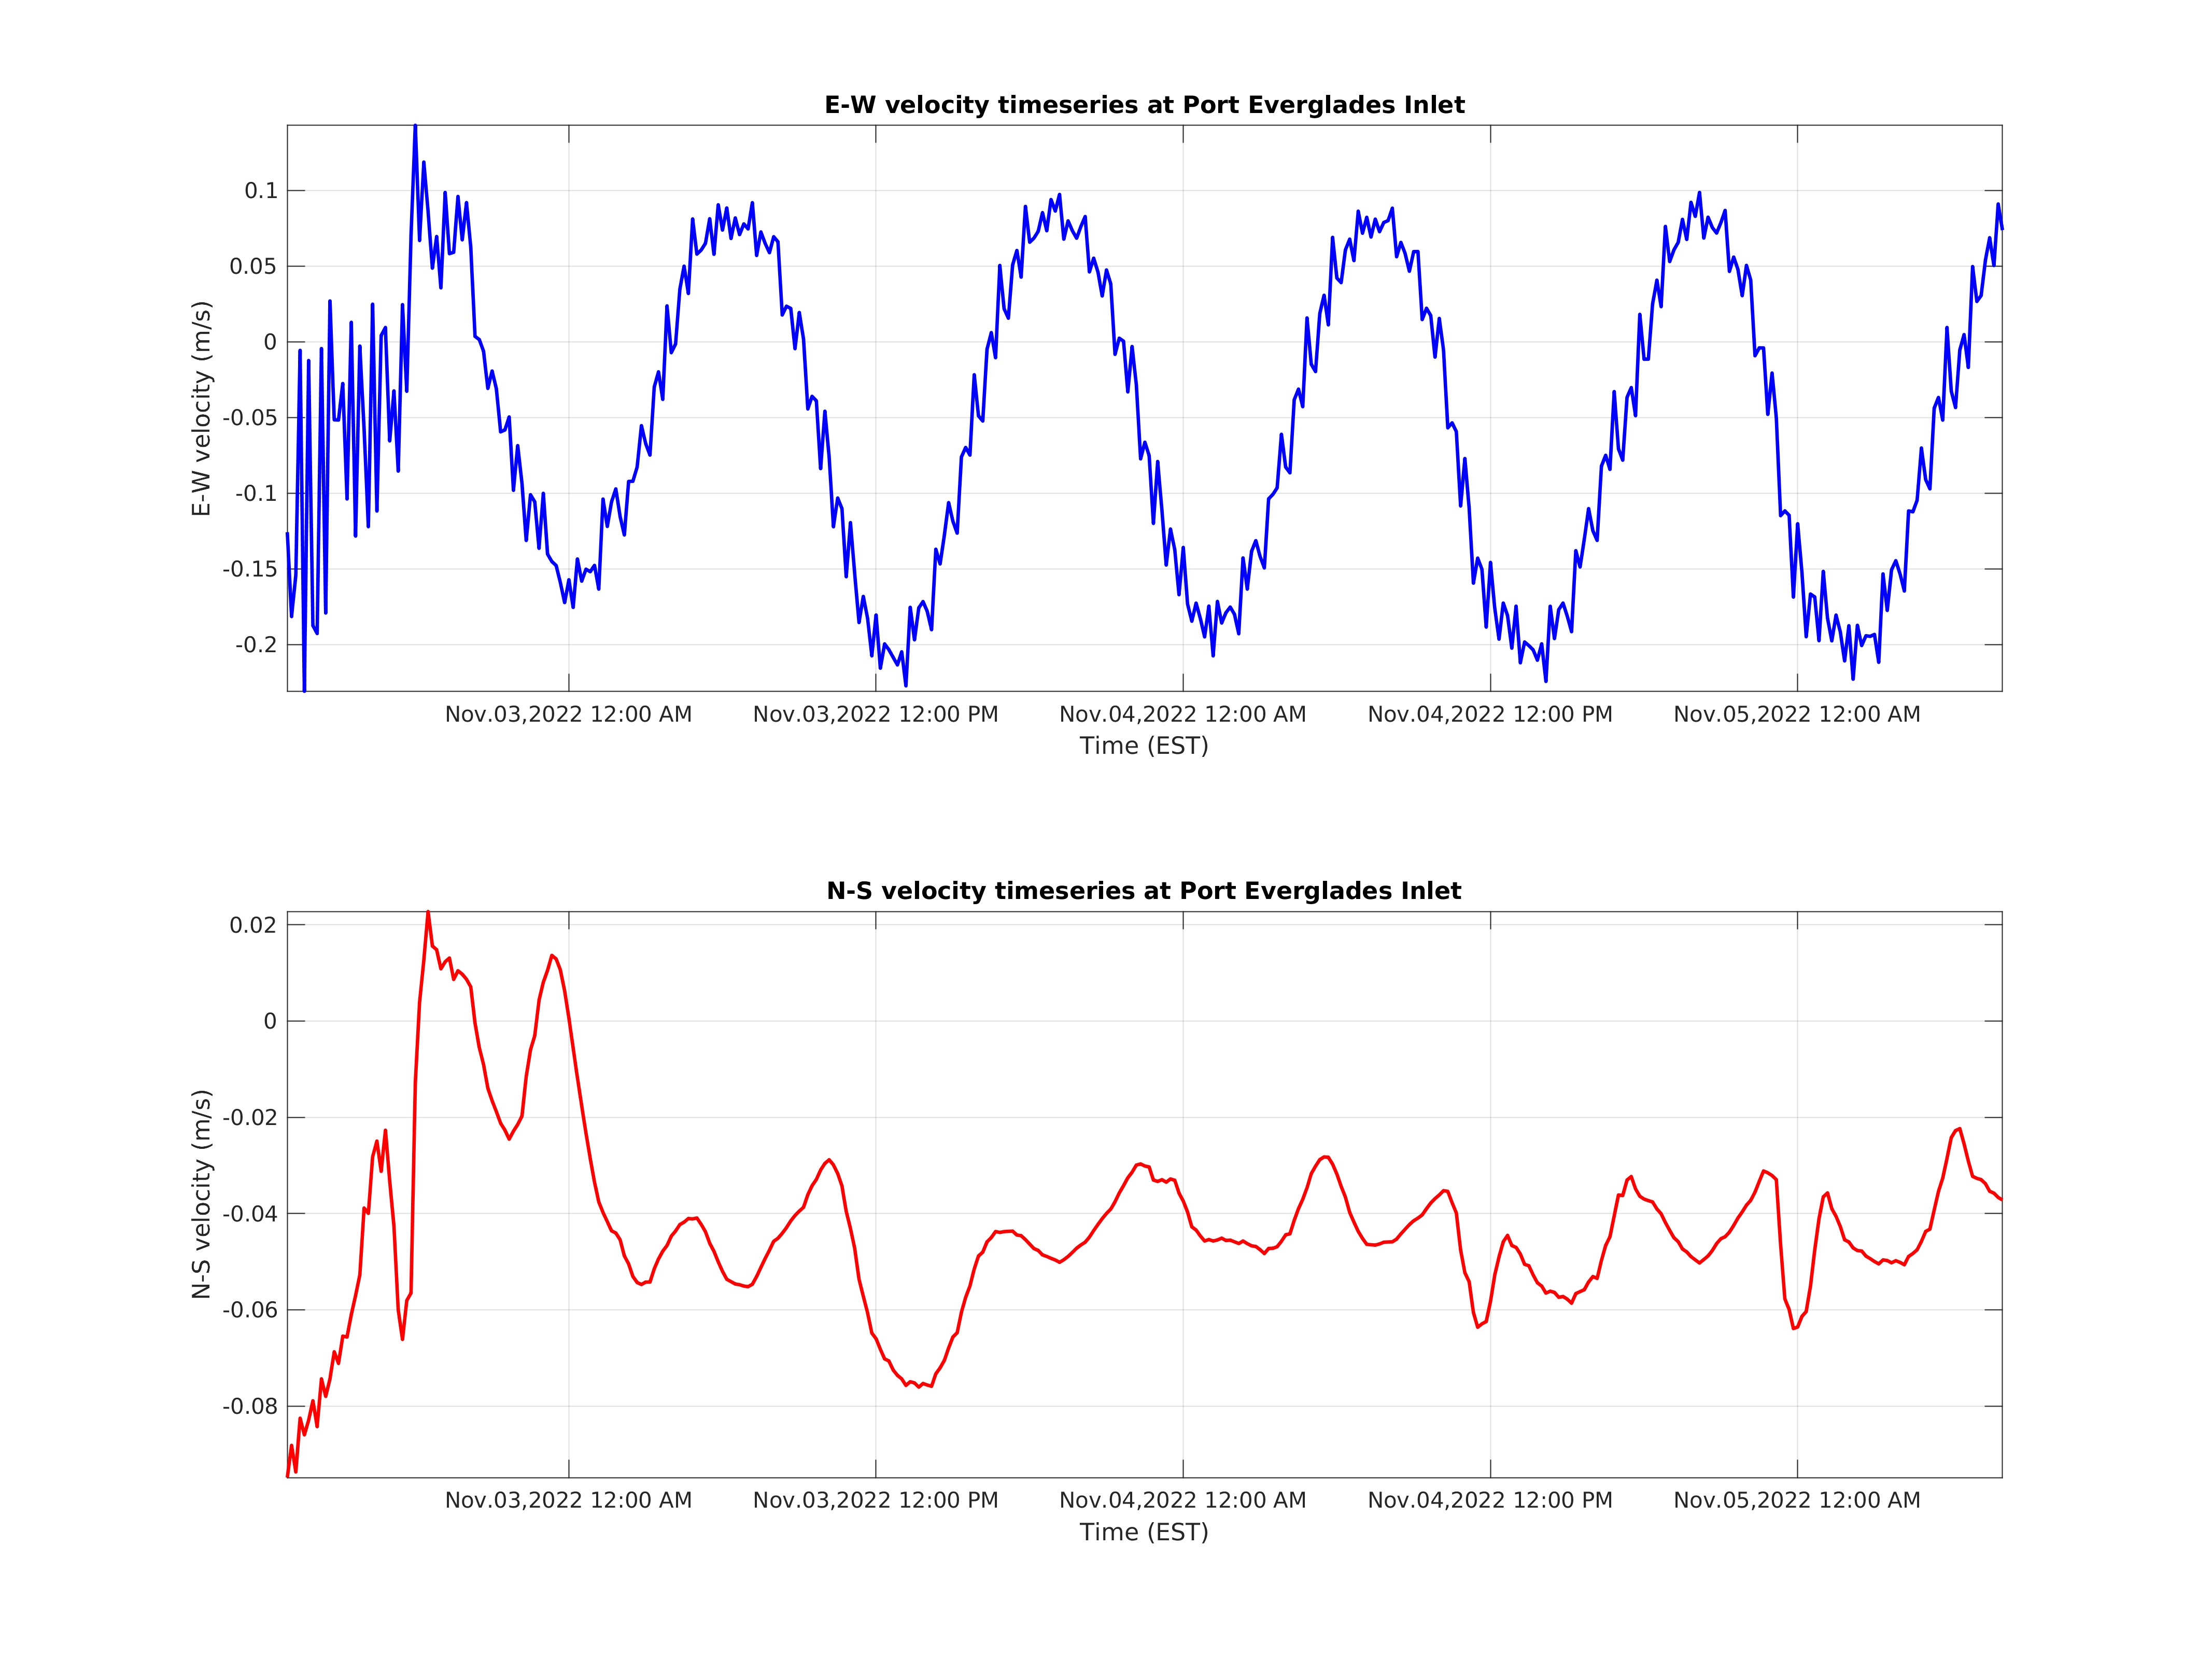 E-W velocity timeseries at Port Everglades Inlet
0.1
0.05
0
-0.05
-0.1
-0.15
-0.2
E-W velocity (m/s)
Nov.03,2022 12:00 AM Nov.03,2022 12:00 PM Nov.04,2022 12:00 AM Nov.04,2022 12:00 PM Nov.05,2022 12:00 AM
Time (EST)
N-S velocity timeseries at Port Everglades Inlet
0.02
0
-0.02
-0.04
-0.06
-0.08
N-S velocity (m/s)
Nov.03,2022 12:00 AM Nov.03,2022 12:00 PM Nov.04,2022 12:00 AM Nov.04,2022 12:00 PM Nov.05,2022 12:00 AM
Time (EST)